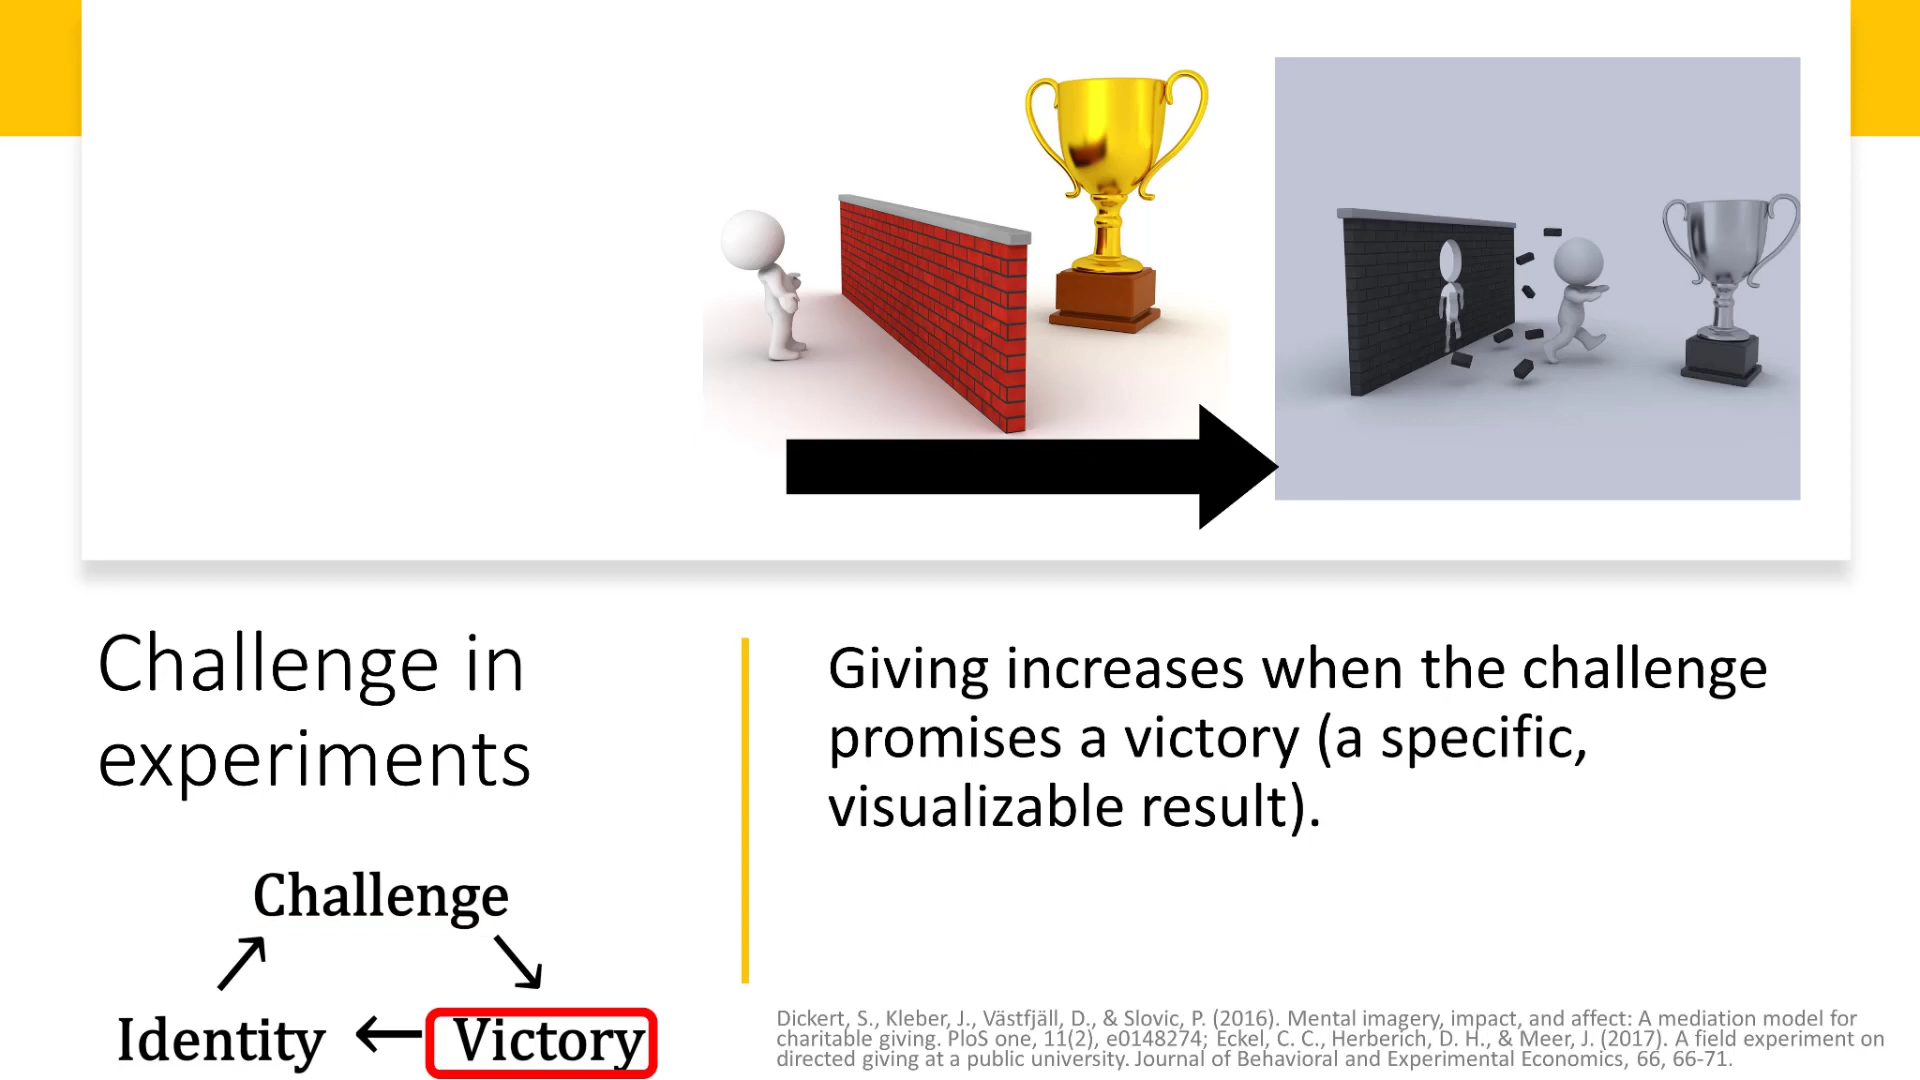 Challenge in
experiments
Challenge
Identity
Victory
Giving increases when the challenge
promises a victory (a specific,
visualizable result).
Dickert, S., Kleber, J., Västfjäll, D., & Slovic, P. (2016). Mental imagery, impact, and affect: A mediation model for
charitable giving. PloS one, 11(2), e0148274; Eckel, C. C., Herberich, D. H., & Meer, J. (2017). A field experiment on
directed giving at a public university. Journal of Behavioral and Experimental Economics, 66, 66-71.